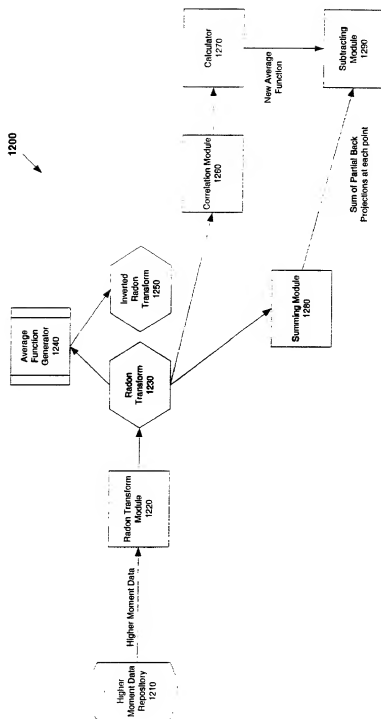 1200
Higher
Moment Data
Repository
1210
Higher Moment Data
Radon Transform
Module
1220
Radon
Transform
1230
Average
Function
Generator
1240
Inverted
Radon
Transform
1250
Correlation Module
1260
Calculator
1270
New Average
Function
Summing Module
1280
Sum of Partial Back
Projections at each point
Subtracting
Module
1290